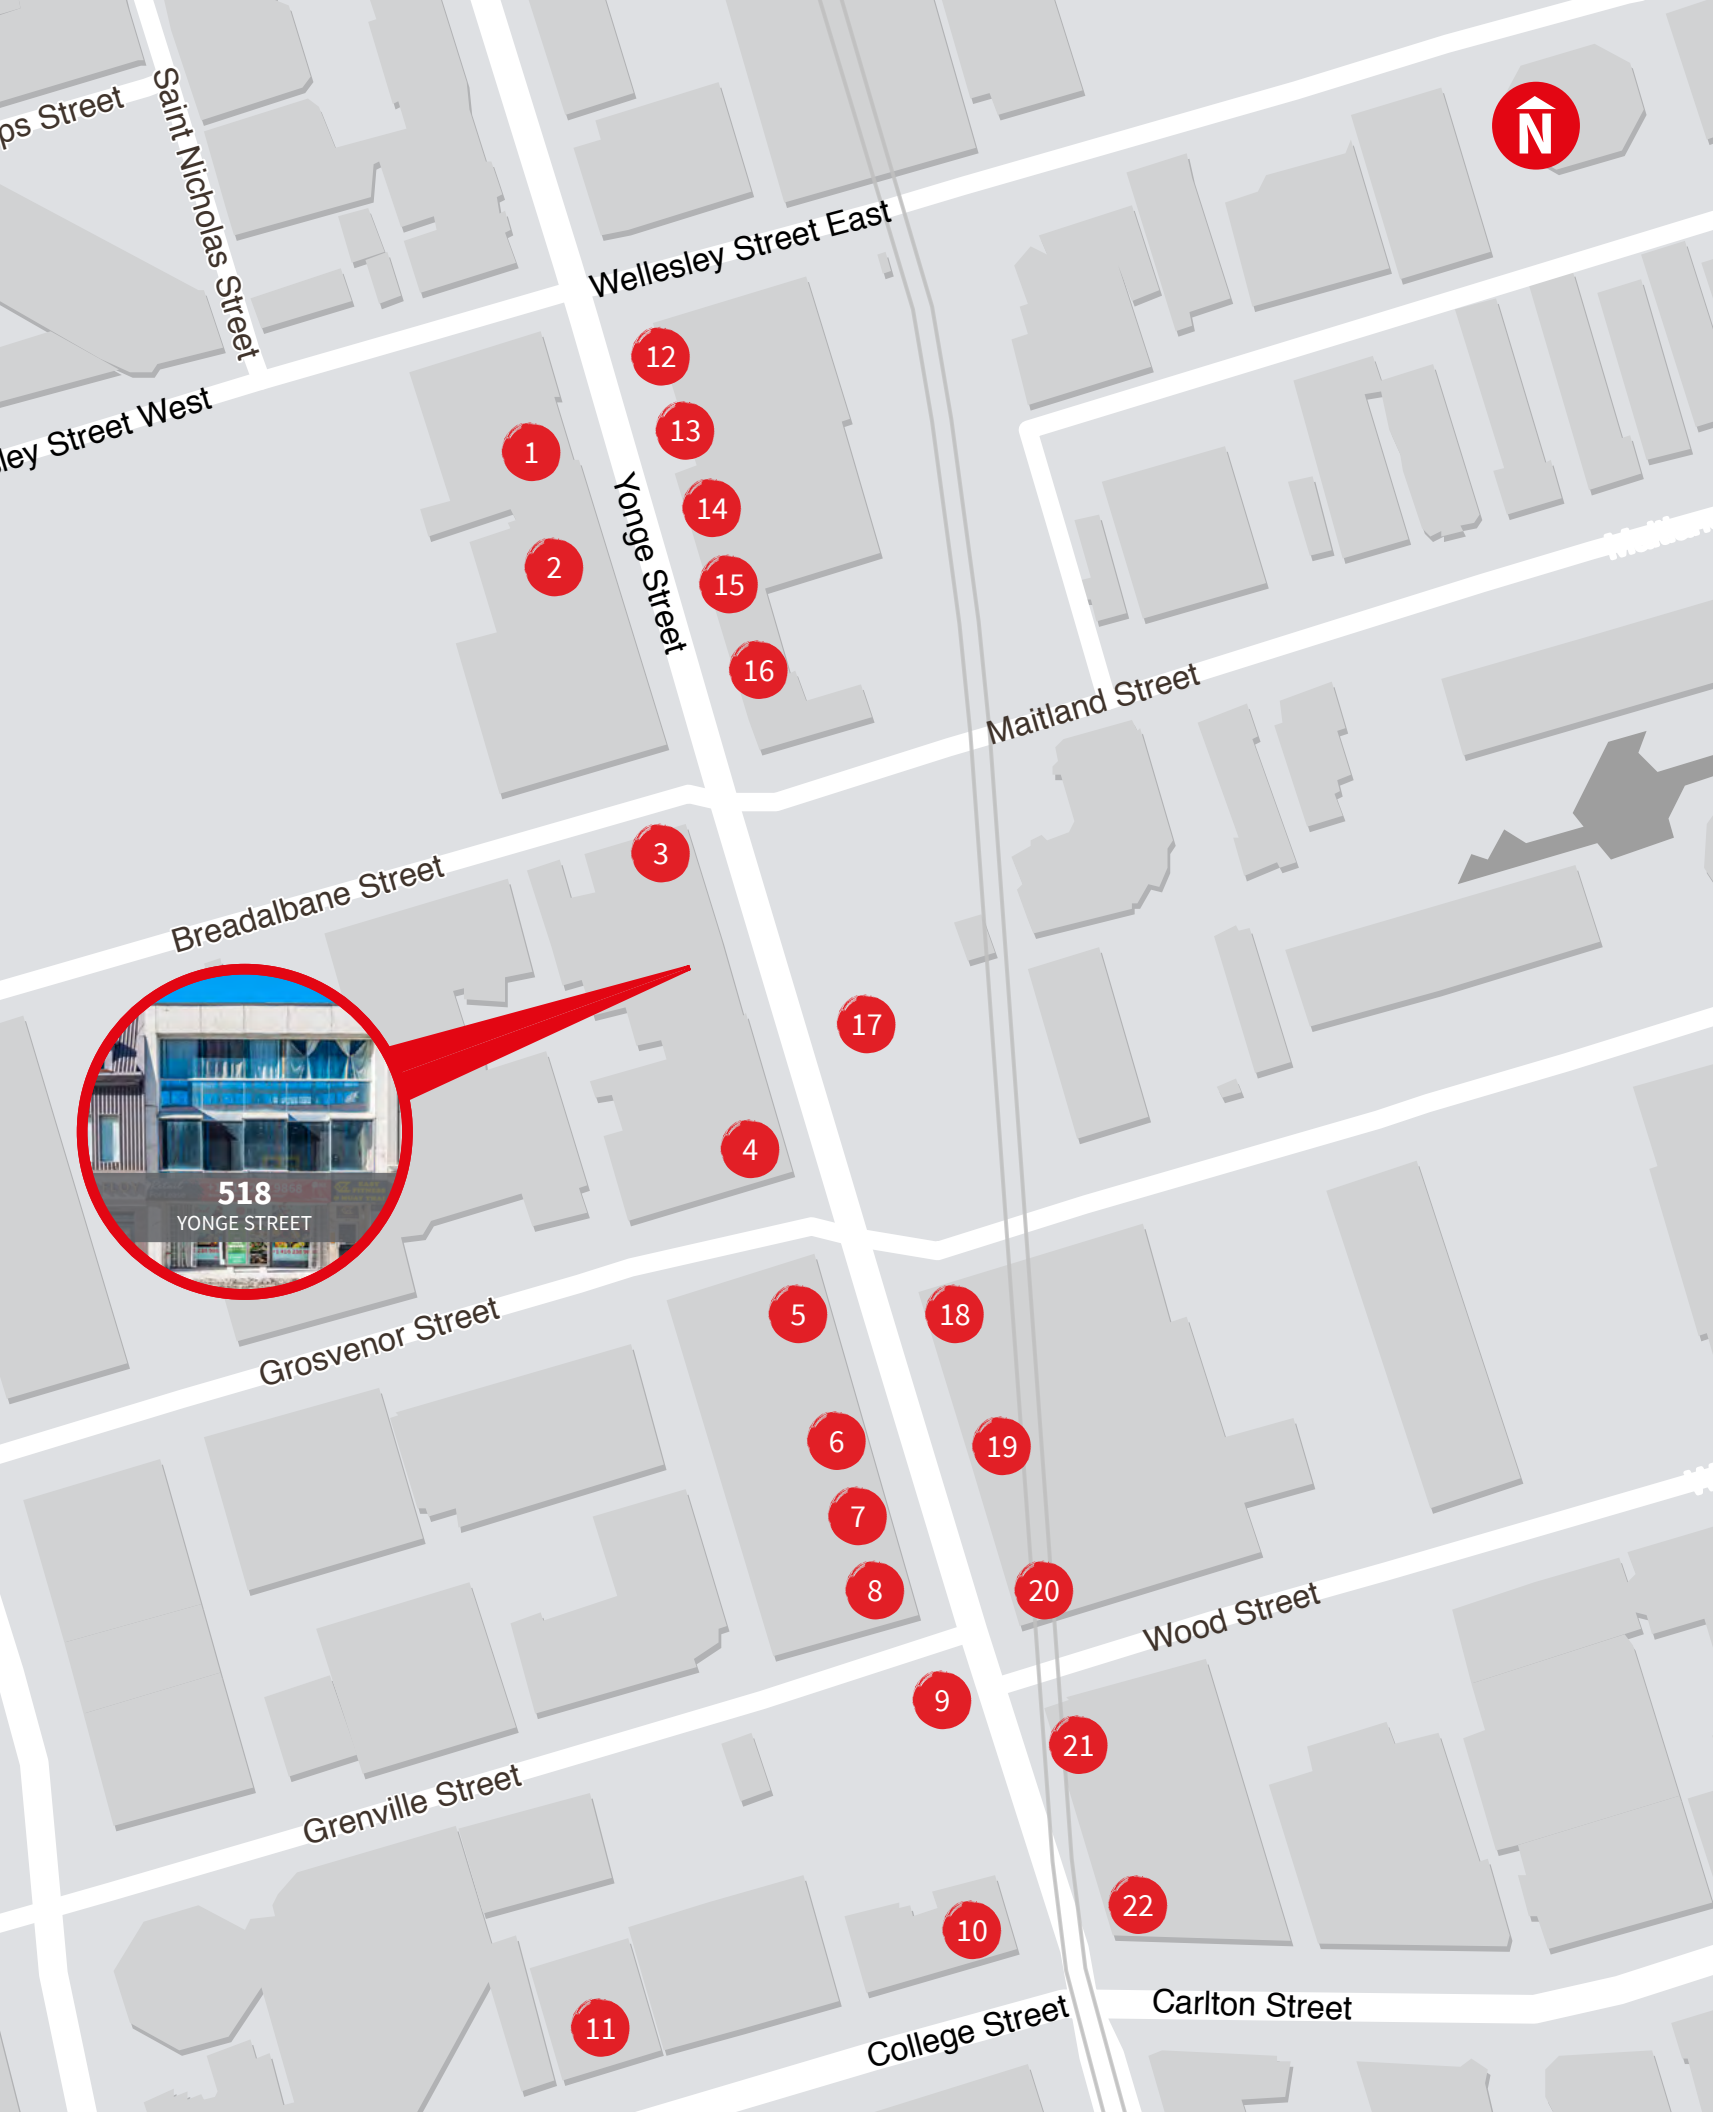 ps Street
Saint Nicholas Street
N
Wellesley Street East
ley Street West
12
13
1
14
Yonge Street
2
15
16
Maitland Street
3
Breadalbane Street
17
518
YONGE STREET
4
5
18
Grosvenor Street
6
19
7
8
20
Wood Street
9
21
Grenville Street
22
10
Carlton Street
College Street
11